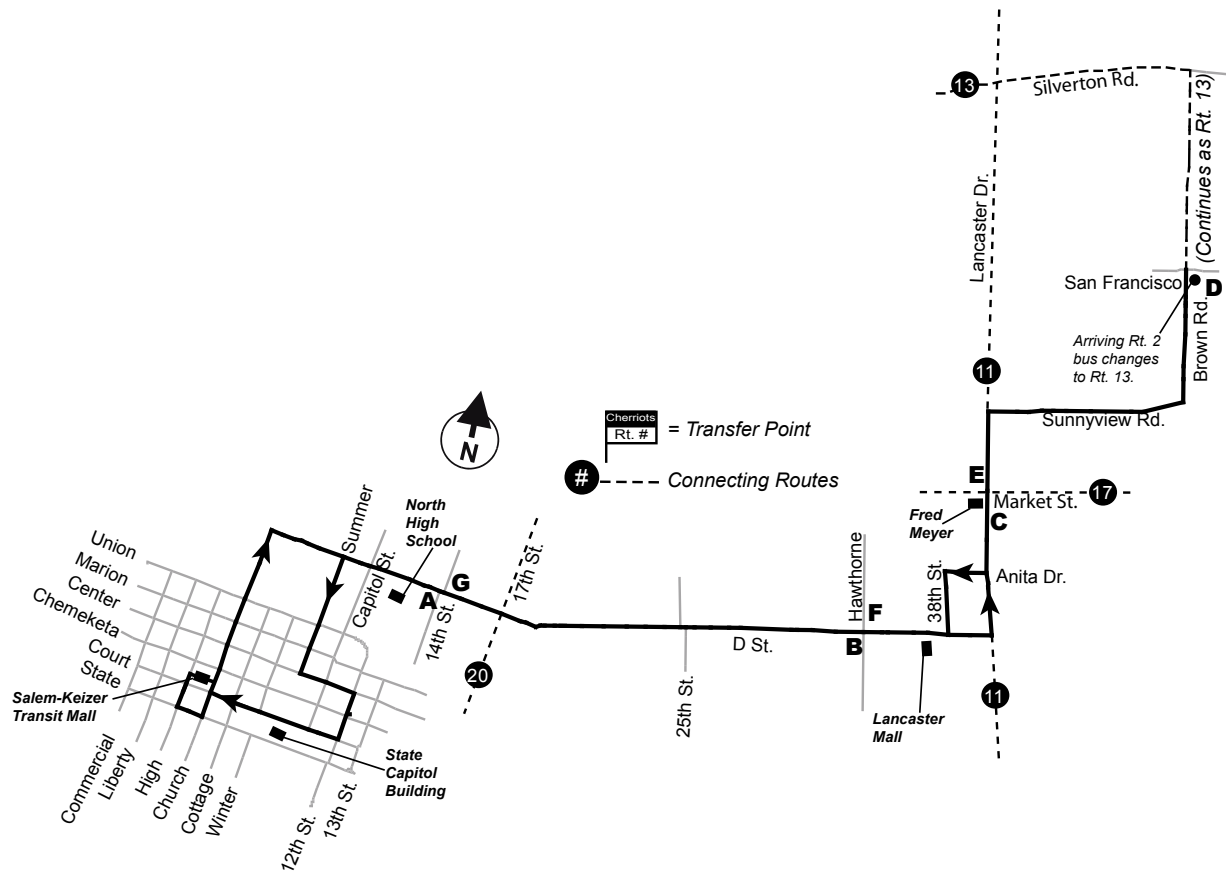 13
Silverton Rd.
(Continues as Rt. 13)
Lancaster Dr.
San Francisco
D
Brown Rd.
Arriving Rt. 2
bus changes
to Rt. 13.
11
Sunnyview Rd.
Cherriots
Rt. #
= Transfer Point
N
#
Connecting Routes
E
17
Market St.
Fred
Meyer
C
Summer
North
High
School
Capitol St.
A
G
14th St.
17th St.
Union
Marion
Center
Chemeketa
Court
State
Hawthorne
38th St.
Anita Dr.
F
B
D St.
25th St.
20
11
Lancaster
Mall
Salem-Keizer
Transit Mall
State
Capitol
Building
Commercial
Liberty
High
Church
Cottage
Winter
12th St.
13th St.